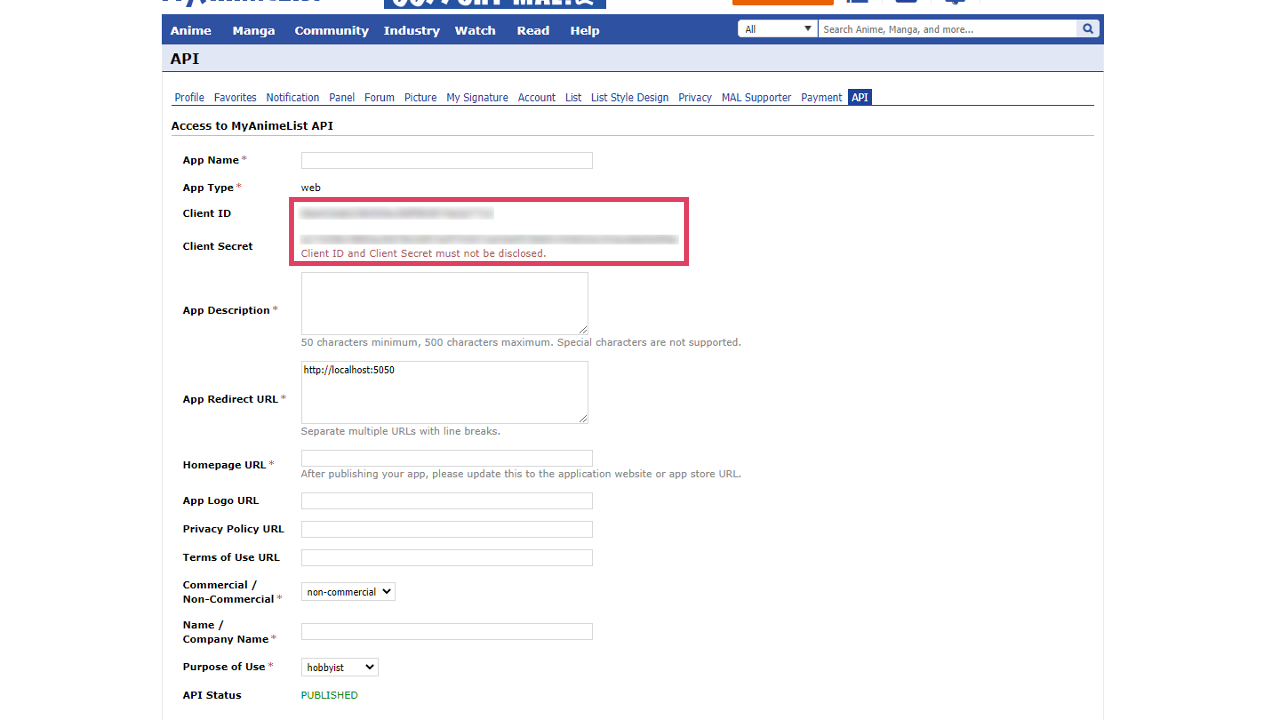 Anime Manga Community Industry Watch Read Help All Search Anime, Manga, and more...
API
Profile Favorites Notification Panel Forum Picture My Signature Account List List Style Design Privacy MAL Supporter Payment API
Access to MyAnimeList API
App Name *
App Type * web
Client ID
Client Secret
Client ID and Client Secret must not be disclosed.
App Description *
50 characters minimum, 500 characters maximum. Special characters are not supported.
App Redirect URL * http://localhost:5050
Separate multiple URLs with line breaks.
Homepage URL *
After publishing your app, please update this to the application website or app store URL.
App Logo URL
Privacy Policy URL
Terms of Use URL
Commercial /
Non-Commercial * non-commercial
Name /
Company Name *
Purpose of Use * hobbyist
API Status PUBLISHED